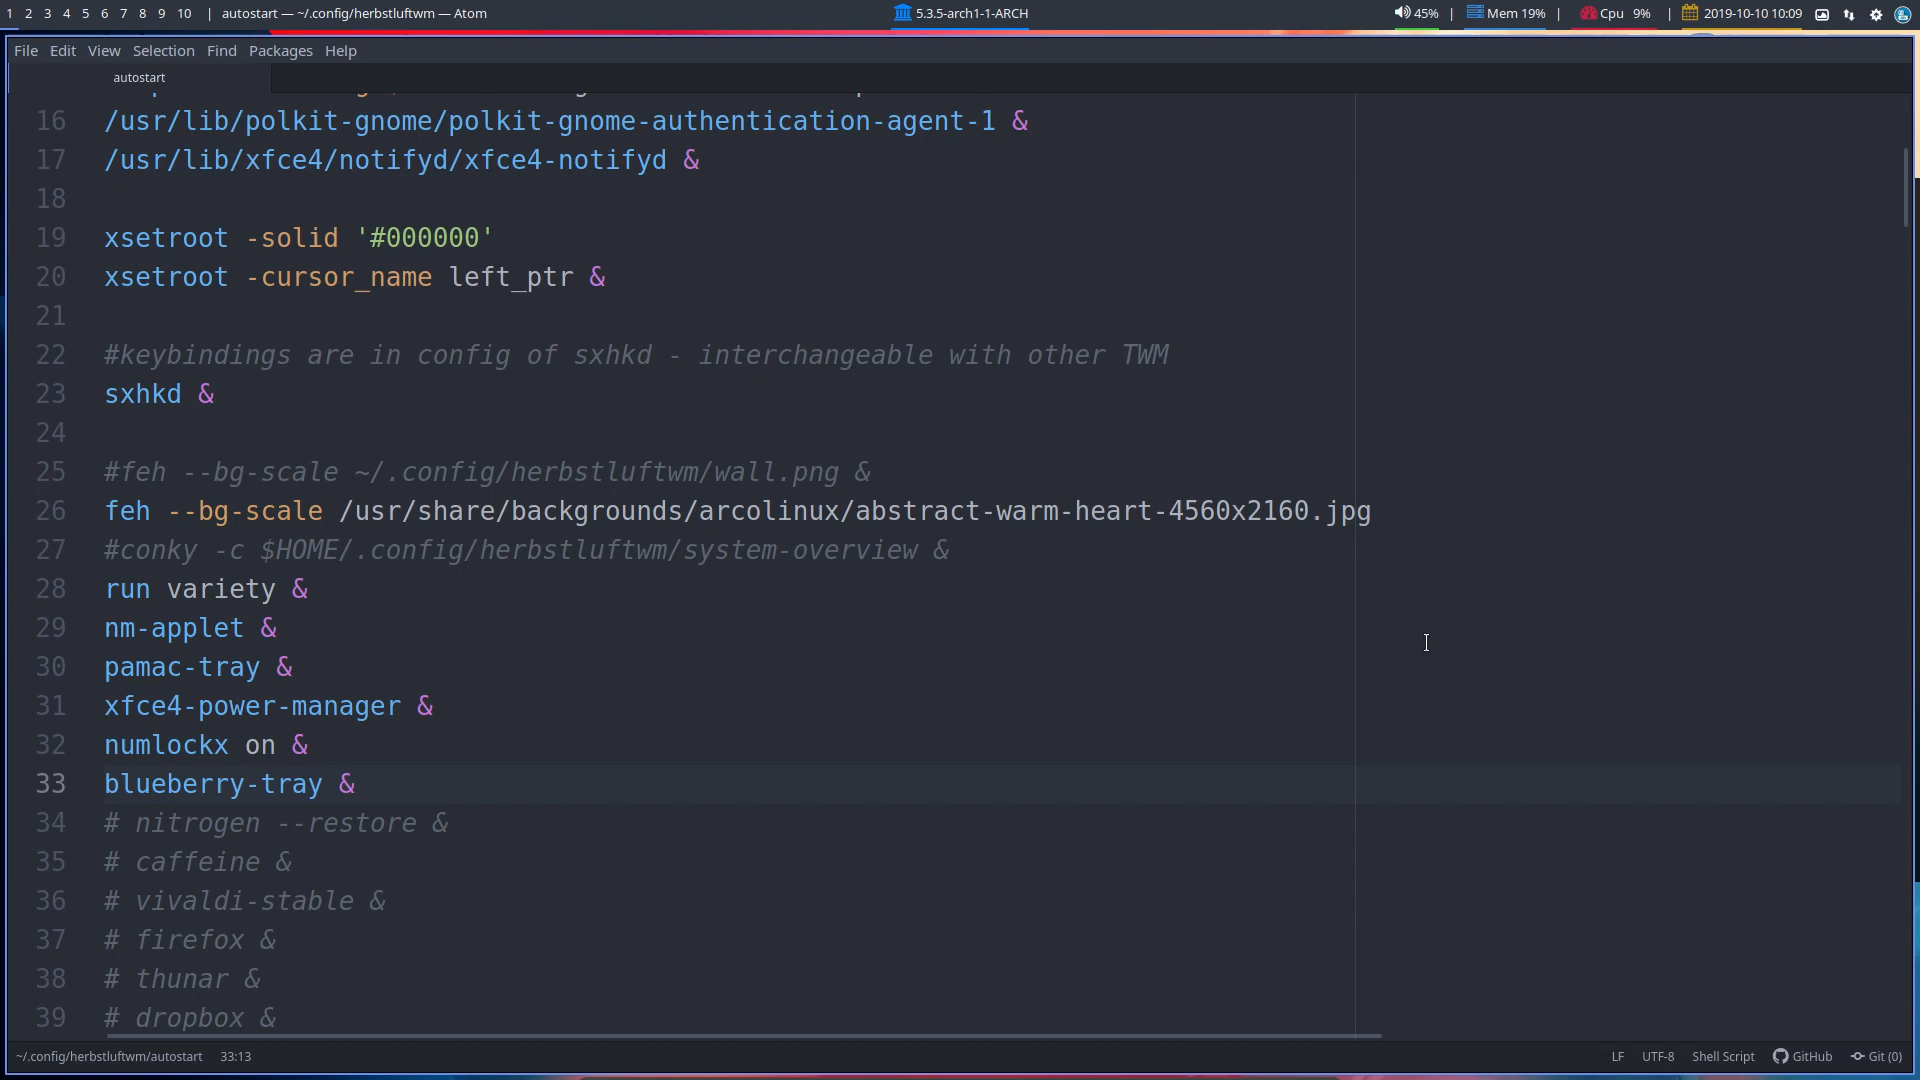 1 2 3 4 5 6 7 8 9 10 | autostart — ~/.config/herbstluftwm — Atom 5.3.5-arch1-1-ARCH 45% | Mem 19% | Cpu 9% | 2019-10-10 10:09
File Edit View Selection Find Packages Help
autostart
16 /usr/lib/polkit-gnome/polkit-gnome-authentication-agent-1 &
17 /usr/lib/xfce4/notifyd/xfce4-notifyd &
18
19 xsetroot -solid '#000000'
20 xsetroot -cursor_name left_ptr &
21
22 #keybindings are in config of sxhkd - interchangeable with other TWM
23 sxhkd &
24
25 #feh --bg-scale ~/.config/herbstluftwm/wall.png &
26 feh --bg-scale /usr/share/backgrounds/arcolinux/abstract-warm-heart-4560x2160.jpg
27 #conky -c $HOME/.config/herbstluftwm/system-overview &
28 run variety &
29 nm-applet &
30 pamac-tray &
31 xfce4-power-manager &
32 numlockx on &
33 blueberry-tray &
34 # nitrogen --restore &
35 # caffeine &
36 # vivaldi-stable &
37 # firefox &
38 # thunar &
39 # dropbox &
~/.config/herbstluftwm/autostart 33:13 LF UTF-8 Shell Script GitHub Git (0)